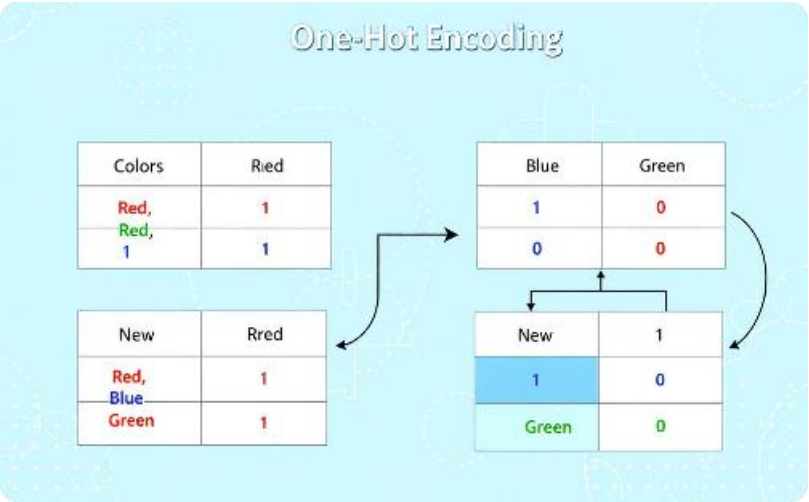 One-Hot Encoding
Colors Rıed
Red, 1
Red,
1 1
Blue Green
1 0
0 0
New Rred
Red, 1
Blue
Green 1
New 1
1 0
Green 0